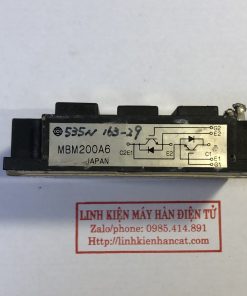 535N 163-29
MBM200A6
JAPAN
C2E1
E2
C1
G2
E2
E1
G1
LINH KIỆN MÁY HÀN ĐIỆN TỬ
Zalo/phone: 0985.414.891
Http://linhkienhancat.com